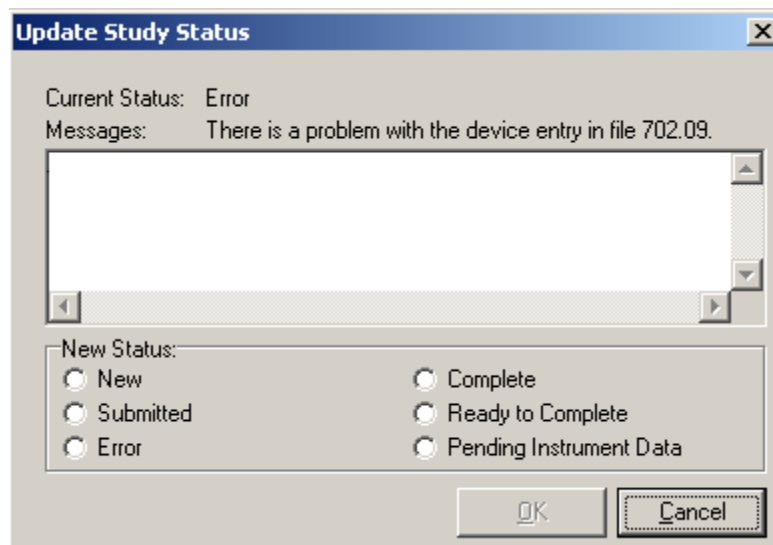 Update Study Status
Current Status: Error
Messages: There is a problem with the device entry in file 702.09.
New Status:
New
Complete
Submitted
Ready to Complete
Error
Pending Instrument Data
OK
Cancel